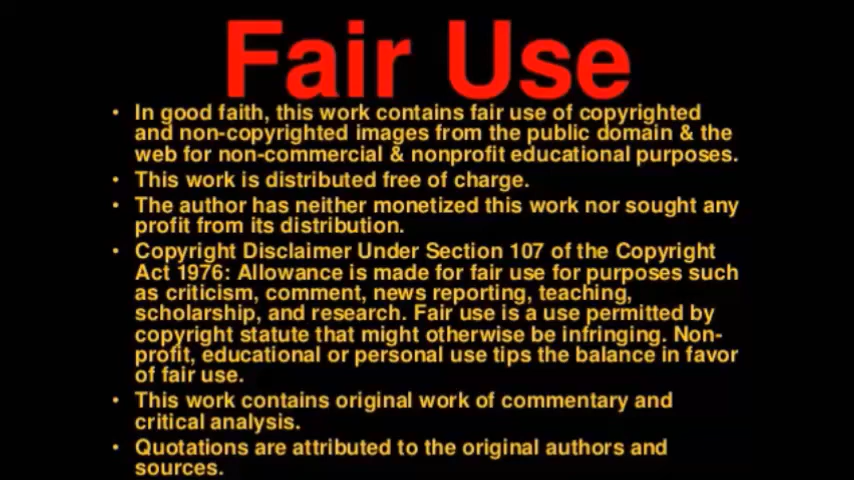 Fair Use
• In good faith, this work contains fair use of copyrighted
and non-copyrighted images from the public domain & the
web for non-commercial & nonprofit educational purposes.
• This work is distributed free of charge.
• The author has neither monetized this work nor sought any
profit from its distribution.
• Copyright Disclaimer Under Section 107 of the Copyright
Act 1976: Allowance is made for fair use for purposes such
as criticism, comment, news reporting, teaching,
scholarship, and research. Fair use is a use permitted by
copyright statute that might otherwise be infringing. Non-
profit, educational or personal use tips the balance in favor
of fair use.
• This work contains original work of commentary and
critical analysis.
• Quotations are attributed to the original authors and
sources.